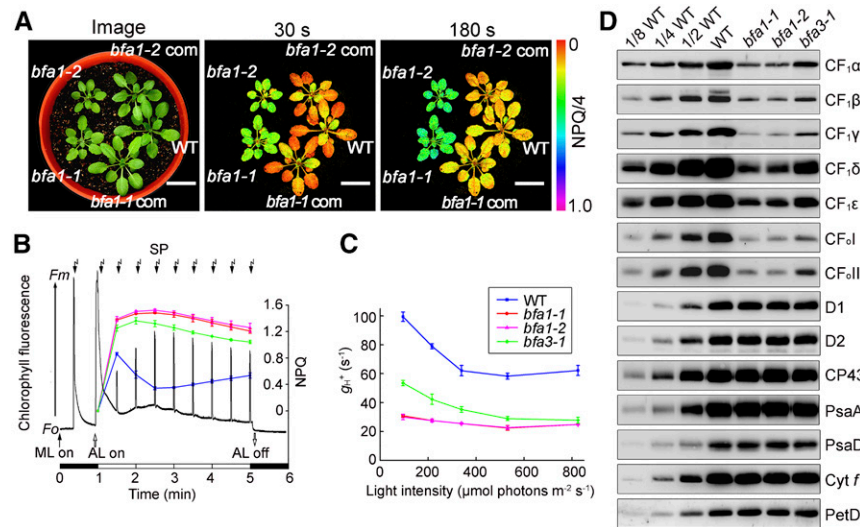 A
Image
30 s
180 s
bfa1-2 com
bfa1-2 com
bfa1-2 com
bfa1-2
bfa1-2
bfa1-2
WT
WT
WT
bfa1-1
bfa1-1
bfa1-1
bfa1-1 com
bfa1-1 com
bfa1-1 com
0
NPQ/4
1.0
B
SP
Fm
Chlorophyll fluorescence
Fo
ML on
AL on
AL off
1.6
1.2
0.8
0.4
0
NPQ
0 1 2 3 4 5 6
Time (min)
C
WT
bfa1-1
bfa1-2
bfa3-1
100
80
60
40
20
0
gH+ (s-1)
0 200 400 600 800
Light intensity (μmol photons m-2 s-1)
D
1/8 WT
1/4 WT
1/2 WT
WT
bfa1-1
bfa1-2
bfa3-1
CF1α
CF1β
CF1γ
CF1δ
CF1ε
CFoI
CFoII
D1
D2
CP43
PsaA
PsaD
Cyt f
PetD